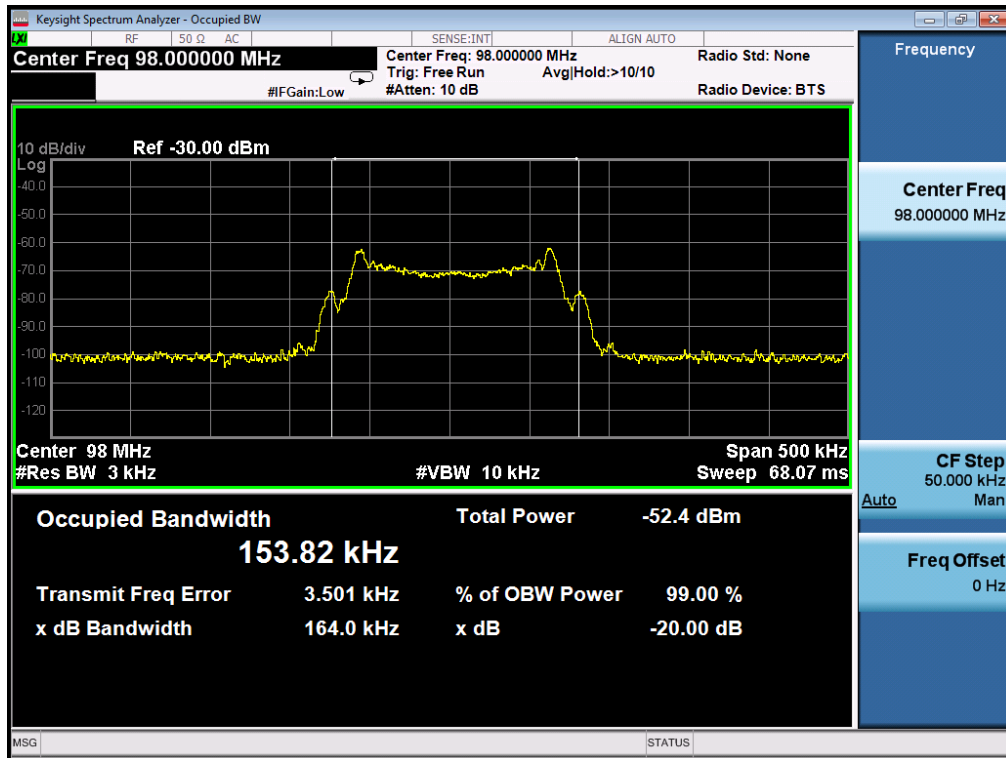 Keysight Spectrum Analyzer - Occupied BW
LXI RF 50 Ω AC SENSE:INT ALIGN AUTO
Center Freq 98.000000 MHz
Center Freq: 98.000000 MHz Radio Std: None
Trig: Free Run Avg|Hold:>10/10
#IFGain:Low #Atten: 10 dB Radio Device: BTS
10 dB/div Ref -30.00 dBm
Log
-40.0
-50.0
-60.0
-70.0
-80.0
-90.0
-100
-110
-120
Center 98 MHz Span 500 kHz
#Res BW 3 kHz #VBW 10 kHz Sweep 68.07 ms
Occupied Bandwidth Total Power -52.4 dBm
153.82 kHz
Transmit Freq Error 3.501 kHz % of OBW Power 99.00 %
x dB Bandwidth 164.0 kHz x dB -20.00 dB
MSG STATUS
Frequency
Center Freq
98.000000 MHz
CF Step
50.000 kHz
Auto Man
Freq Offset
0 Hz